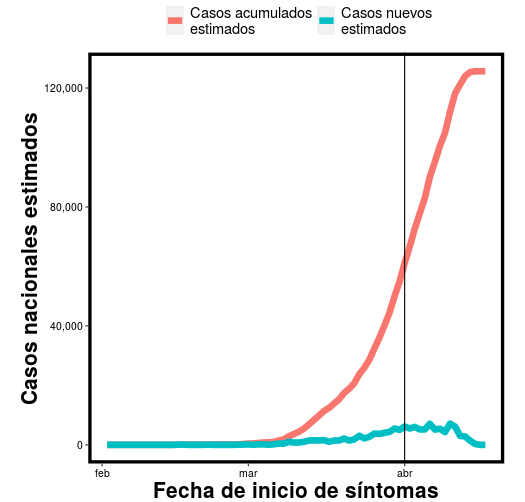 Casos acumulados
estimados
Casos nuevos
estimados
Casos nacionales estimados
120,000
80,000
40,000
0
feb
mar
abr
Fecha de inicio de síntomas